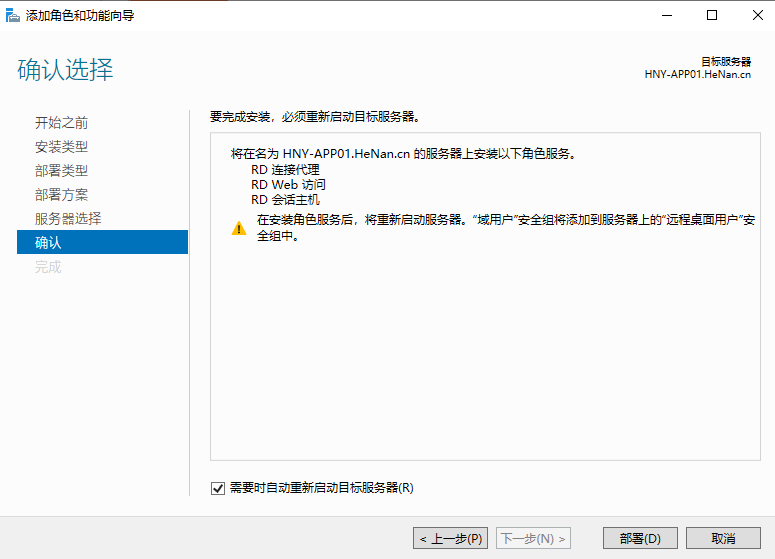 添加角色和功能向导
确认选择
目标服务器
HNY-APP01.HeNan.cn
开始之前
安装类型
部署类型
部署方案
服务器选择
确认
完成
要完成安装，必须重新启动目标服务器。
将在名为 HNY-APP01.HeNan.cn 的服务器上安装以下角色服务。
RD 连接代理
RD Web 访问
RD 会话主机
在安装角色服务后，将重新启动服务器。“域用户”安全组将添加到服务器上的“远程桌面用户”安
全组中。
需要时自动重新启动目标服务器(R)
< 上一步(P)
下一步(N) >
部署(D)
取消